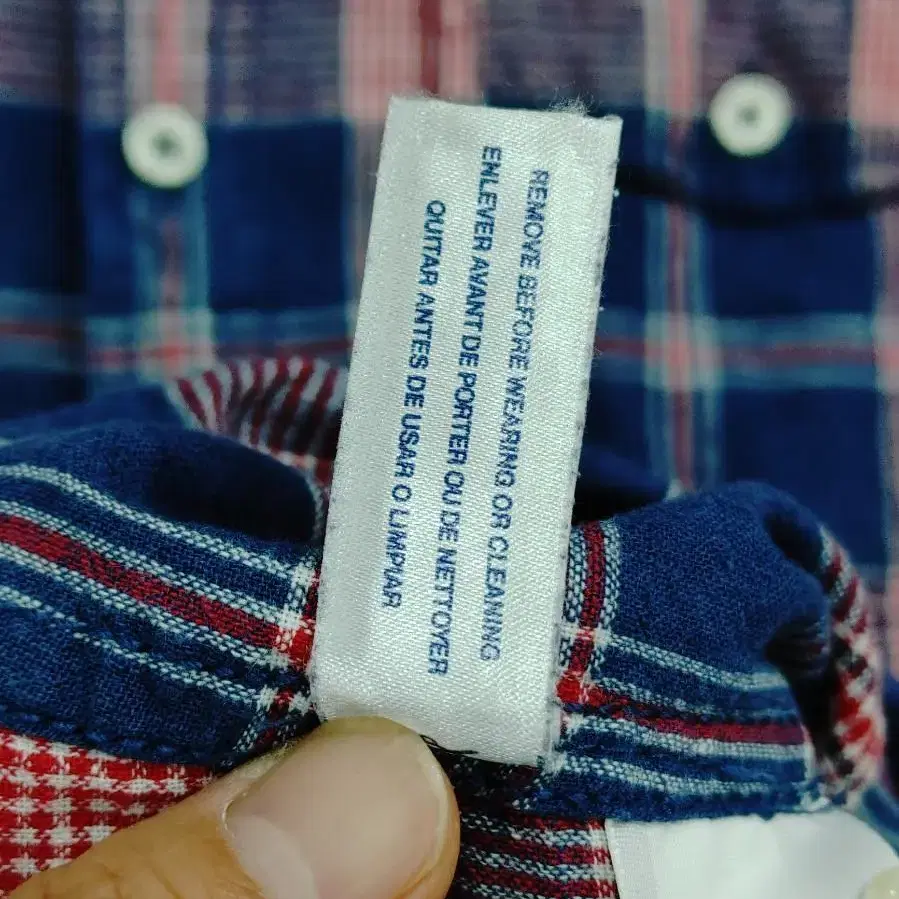 REMOVE BEFORE WEARING OR CLEANING
ENLEVER AVANT DE PORTER OU DE NETTOYER
QUITAR ANTES DE USAR O LIMPIAR